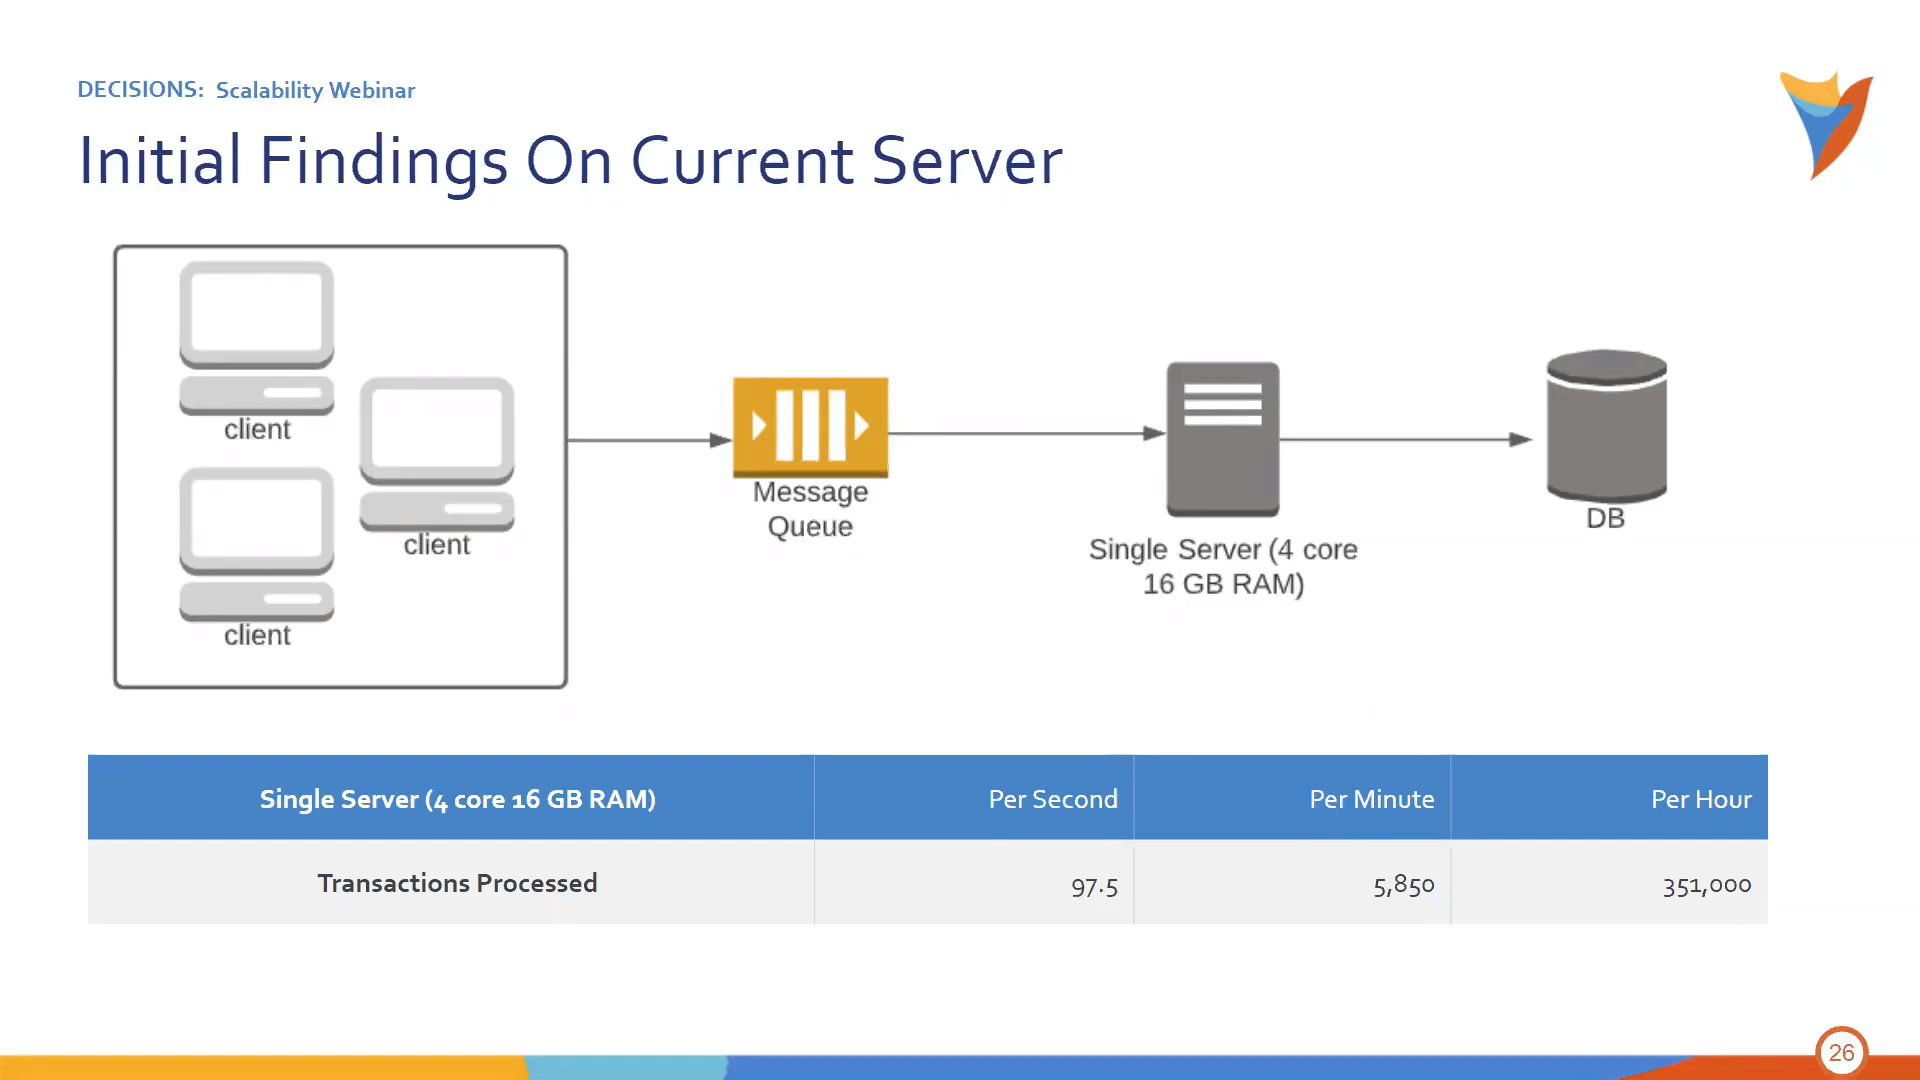 DECISIONS: Scalability Webinar
Initial Findings On Current Server
client
client
client
Message
Queue
Single Server (4 core
16 GB RAM)
DB
Single Server (4 core 16 GB RAM) Per Second Per Minute Per Hour
Transactions Processed 97.5 5,850 351,000
26